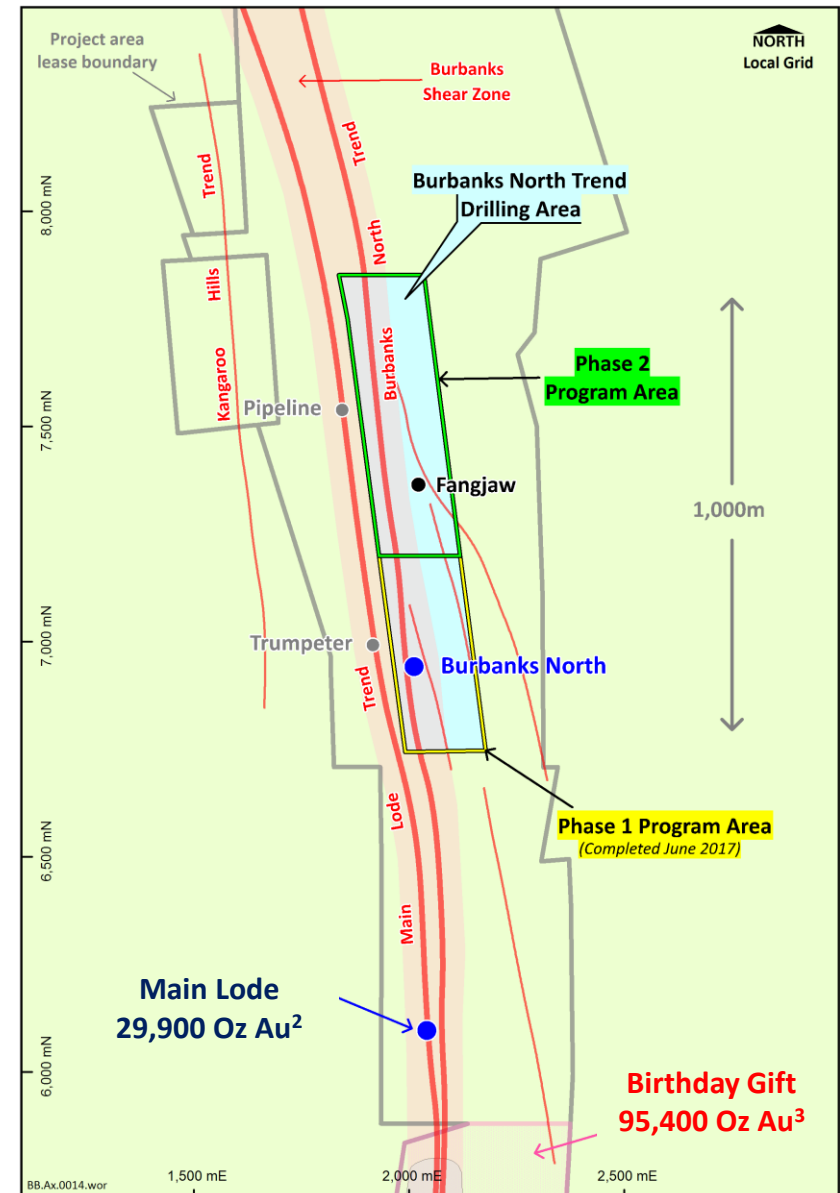 Project area
lease boundary
NORTH
Local Grid
Burbanks
Shear Zone
Trend
North
Burbanks
Trend
Hills
Kangaroo
Burbanks North Trend
Drilling Area
8,000 mN
Phase 2
Program Area
Pipeline
7,500 mN
Fangjaw
1,000m
Trumpeter
7,000 mN
Burbanks North
Trend
Lode
Main
Phase 1 Program Area
(Completed June 2017)
6,500 mN
Main Lode
29,900 Oz Au²
6,000 mN
Birthday Gift
95,400 Oz Au³
1,500 mE
2,000 mE
2,500 mE
BB.Ax.0014.wor